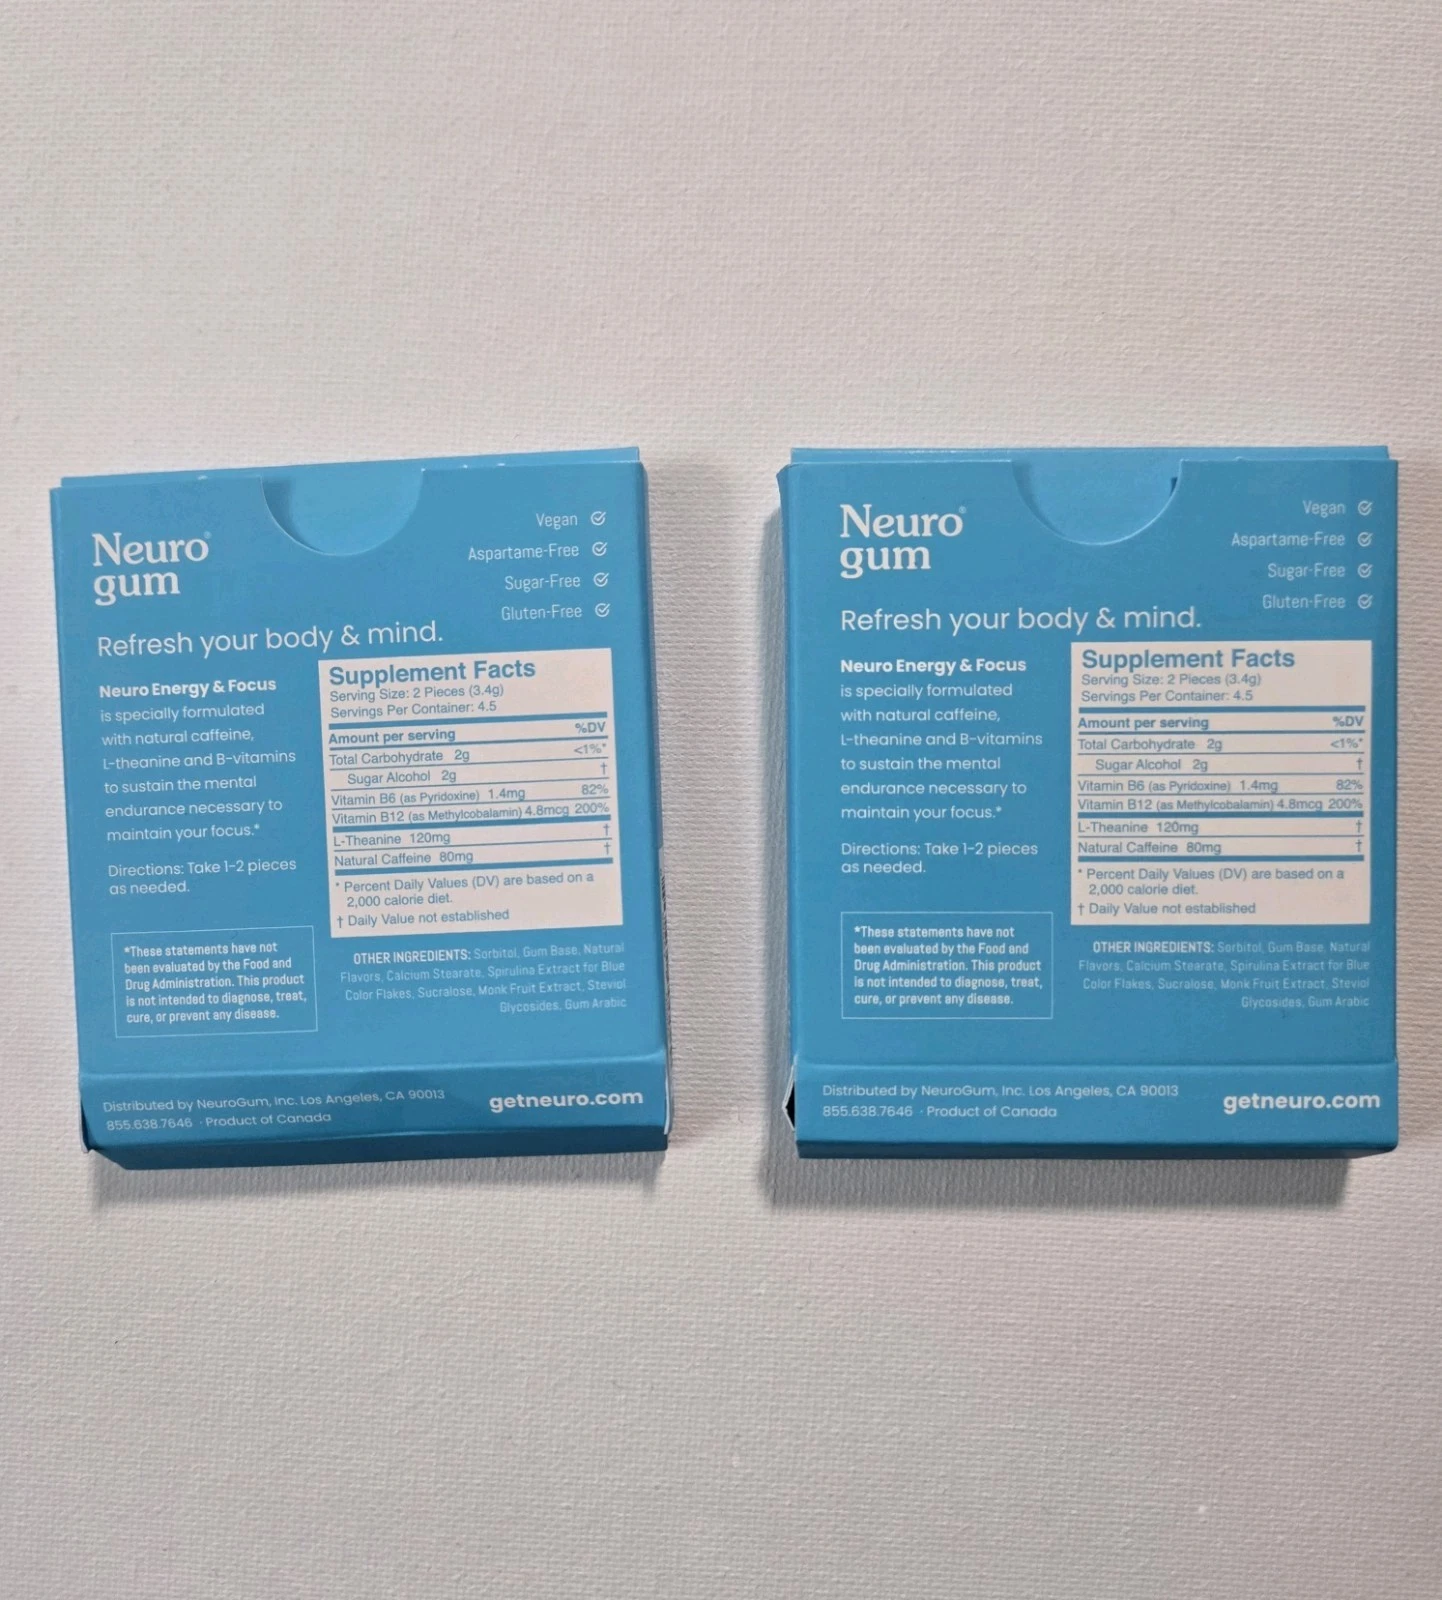 Neuro®
gum
Vegan
Aspartame-Free
Sugar-Free
Gluten-Free
Refresh your body & mind.
Neuro Energy & Focus
is specially formulated
with natural caffeine,
L-theanine and B-vitamins
to sustain the mental
endurance necessary to
maintain your focus.*
Directions: Take 1-2 pieces
as needed.
*These statements have not
been evaluated by the Food and
Drug Administration. This product
is not intended to diagnose, treat,
cure, or prevent any disease.
Supplement Facts
Serving Size: 2 Pieces (3.4g)
Servings Per Container: 4.5
Amount per serving %DV
Total Carbohydrate 2g <1%*
Sugar Alcohol 2g †
Vitamin B6 (as Pyridoxine) 1.4mg 82%
Vitamin B12 (as Methylcobalamin) 4.8mcg 200%
L-Theanine 120mg †
Natural Caffeine 80mg †
* Percent Daily Values (DV) are based on a
2,000 calorie diet.
† Daily Value not established
OTHER INGREDIENTS: Sorbitol, Gum Base, Natural
Flavors, Calcium Stearate, Spirulina Extract for Blue
Color Flakes, Sucralose, Monk Fruit Extract, Steviol
Glycosides, Gum Arabic
Distributed by NeuroGum, Inc. Los Angeles, CA 90013
855.638.7646 · Product of Canada
getneuro.com
Neuro®
gum
Vegan
Aspartame-Free
Sugar-Free
Gluten-Free
Refresh your body & mind.
Neuro Energy & Focus
is specially formulated
with natural caffeine,
L-theanine and B-vitamins
to sustain the mental
endurance necessary to
maintain your focus.*
Directions: Take 1-2 pieces
as needed.
*These statements have not
been evaluated by the Food and
Drug Administration. This product
is not intended to diagnose, treat,
cure, or prevent any disease.
Supplement Facts
Serving Size: 2 Pieces (3.4g)
Servings Per Container: 4.5
Amount per serving %DV
Total Carbohydrate 2g <1%*
Sugar Alcohol 2g †
Vitamin B6 (as Pyridoxine) 1.4mg 82%
Vitamin B12 (as Methylcobalamin) 4.8mcg 200%
L-Theanine 120mg †
Natural Caffeine 80mg †
* Percent Daily Values (DV) are based on a
2,000 calorie diet.
† Daily Value not established
OTHER INGREDIENTS: Sorbitol, Gum Base, Natural
Flavors, Calcium Stearate, Spirulina Extract for Blue
Color Flakes, Sucralose, Monk Fruit Extract, Steviol
Glycosides, Gum Arabic
Distributed by NeuroGum, Inc. Los Angeles, CA 90013
855.638.7646 · Product of Canada
getneuro.com